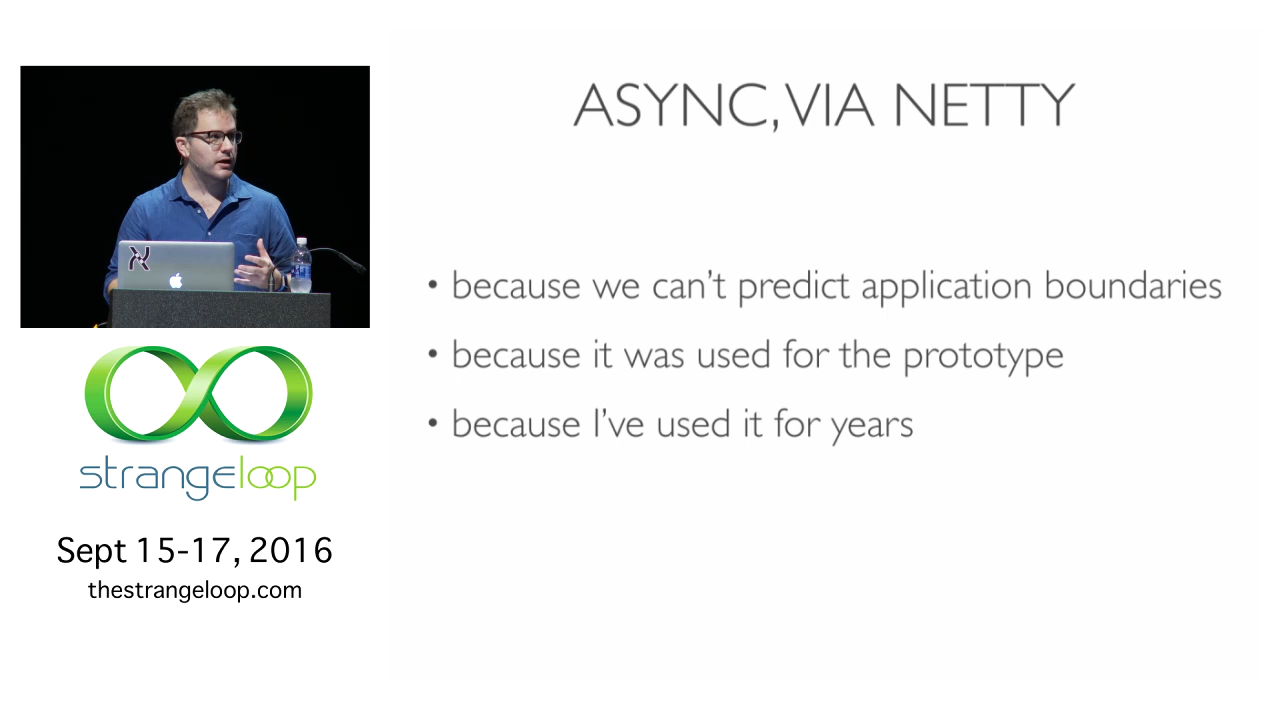 ASYNC, VIA NETTY
• because we can’t predict application boundaries
• because it was used for the prototype
• because I’ve used it for years
strangeloop
Sept 15-17, 2016
thestrangeloop.com